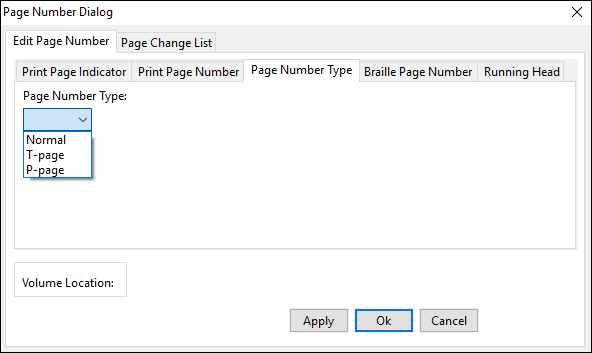 Page Number Dialog
Edit Page Number Page Change List
Print Page Indicator Print Page Number Page Number Type Braille Page Number Running Head
Page Number Type:
Normal
T-page
P-page
Volume Location:
Apply Ok Cancel